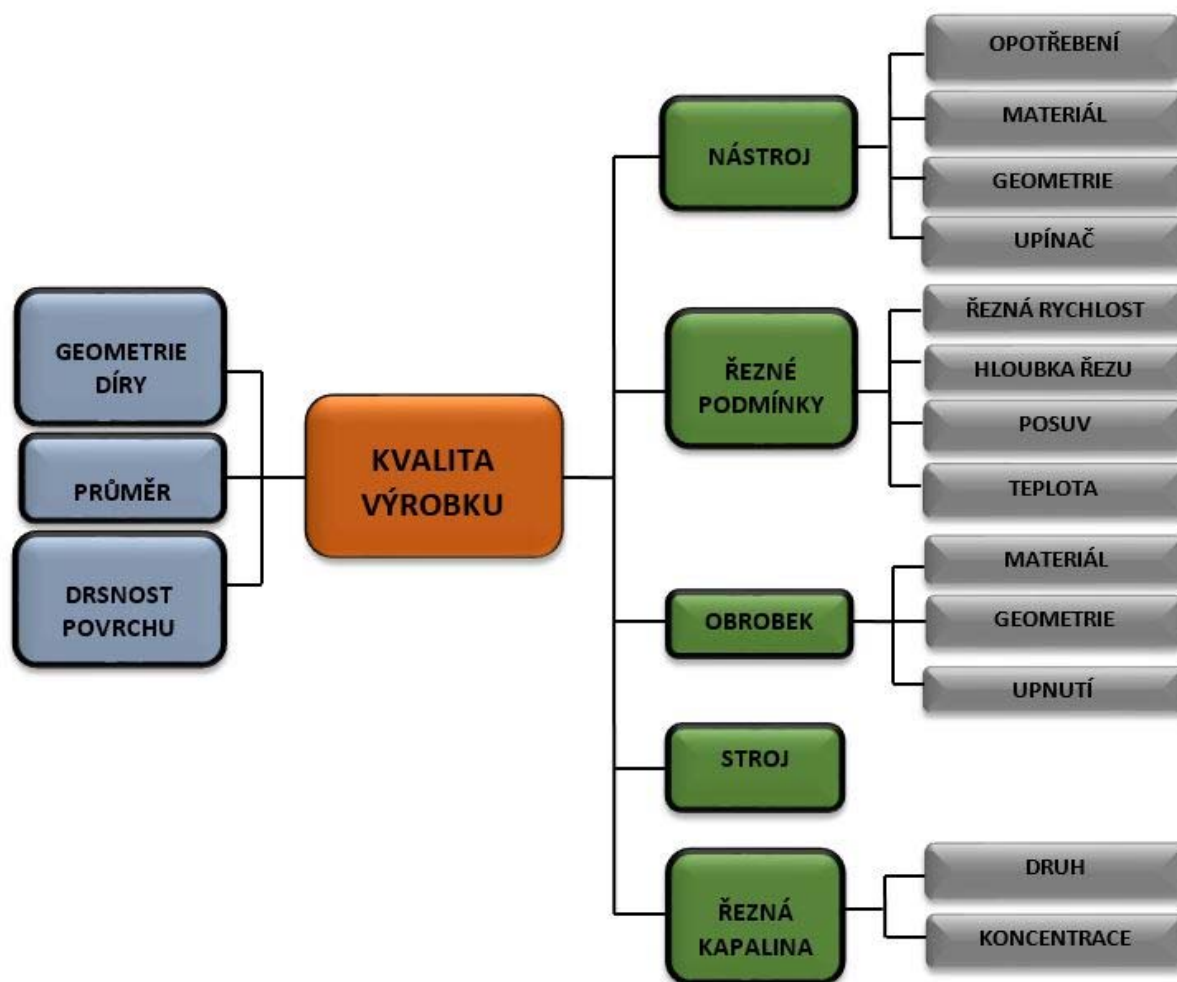 GEOMETRIE
DÍRY
PRŮMĚR
DRSNOST
POVRCHU
KVALITA
VÝROBKU
NÁSTROJ
OPOTŘEBENÍ
MATERIÁL
GEOMETRIE
UPÍNAČ
ŘEZNÉ
PODMÍNKY
ŘEZNÁ RYCHLOST
HLOUBKA ŘEZU
POSUV
TEPLOTA
OBROBEK
MATERIÁL
GEOMETRIE
UPNUTÍ
STROJ
ŘEZNÁ
KAPALINA
DRUH
KONCENTRACE